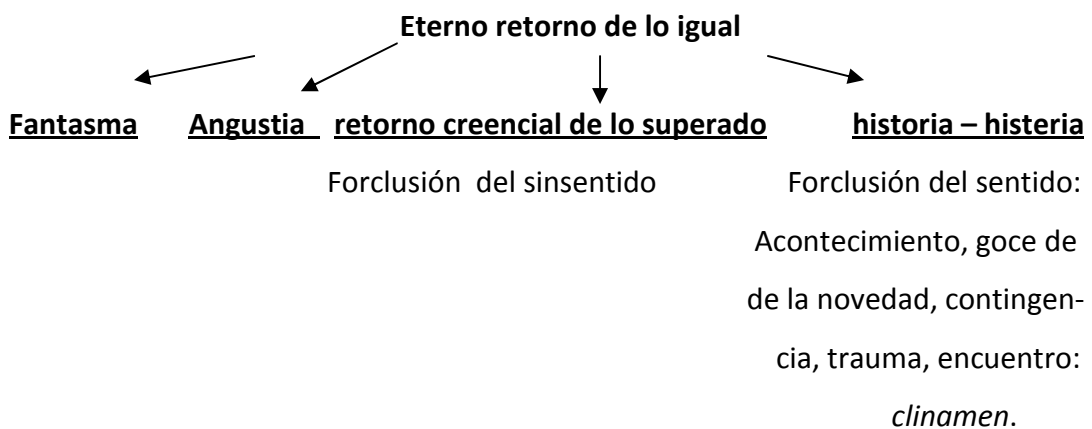 Eterno retorno de lo igual
Fantasma Angustia retorno creencial de lo superado historia – histeria
Forclusión del sinsentido Forclusión del sentido:
Acontecimiento, goce de
de la novedad, contingen-
cia, trauma, encuentro:
clinamen.